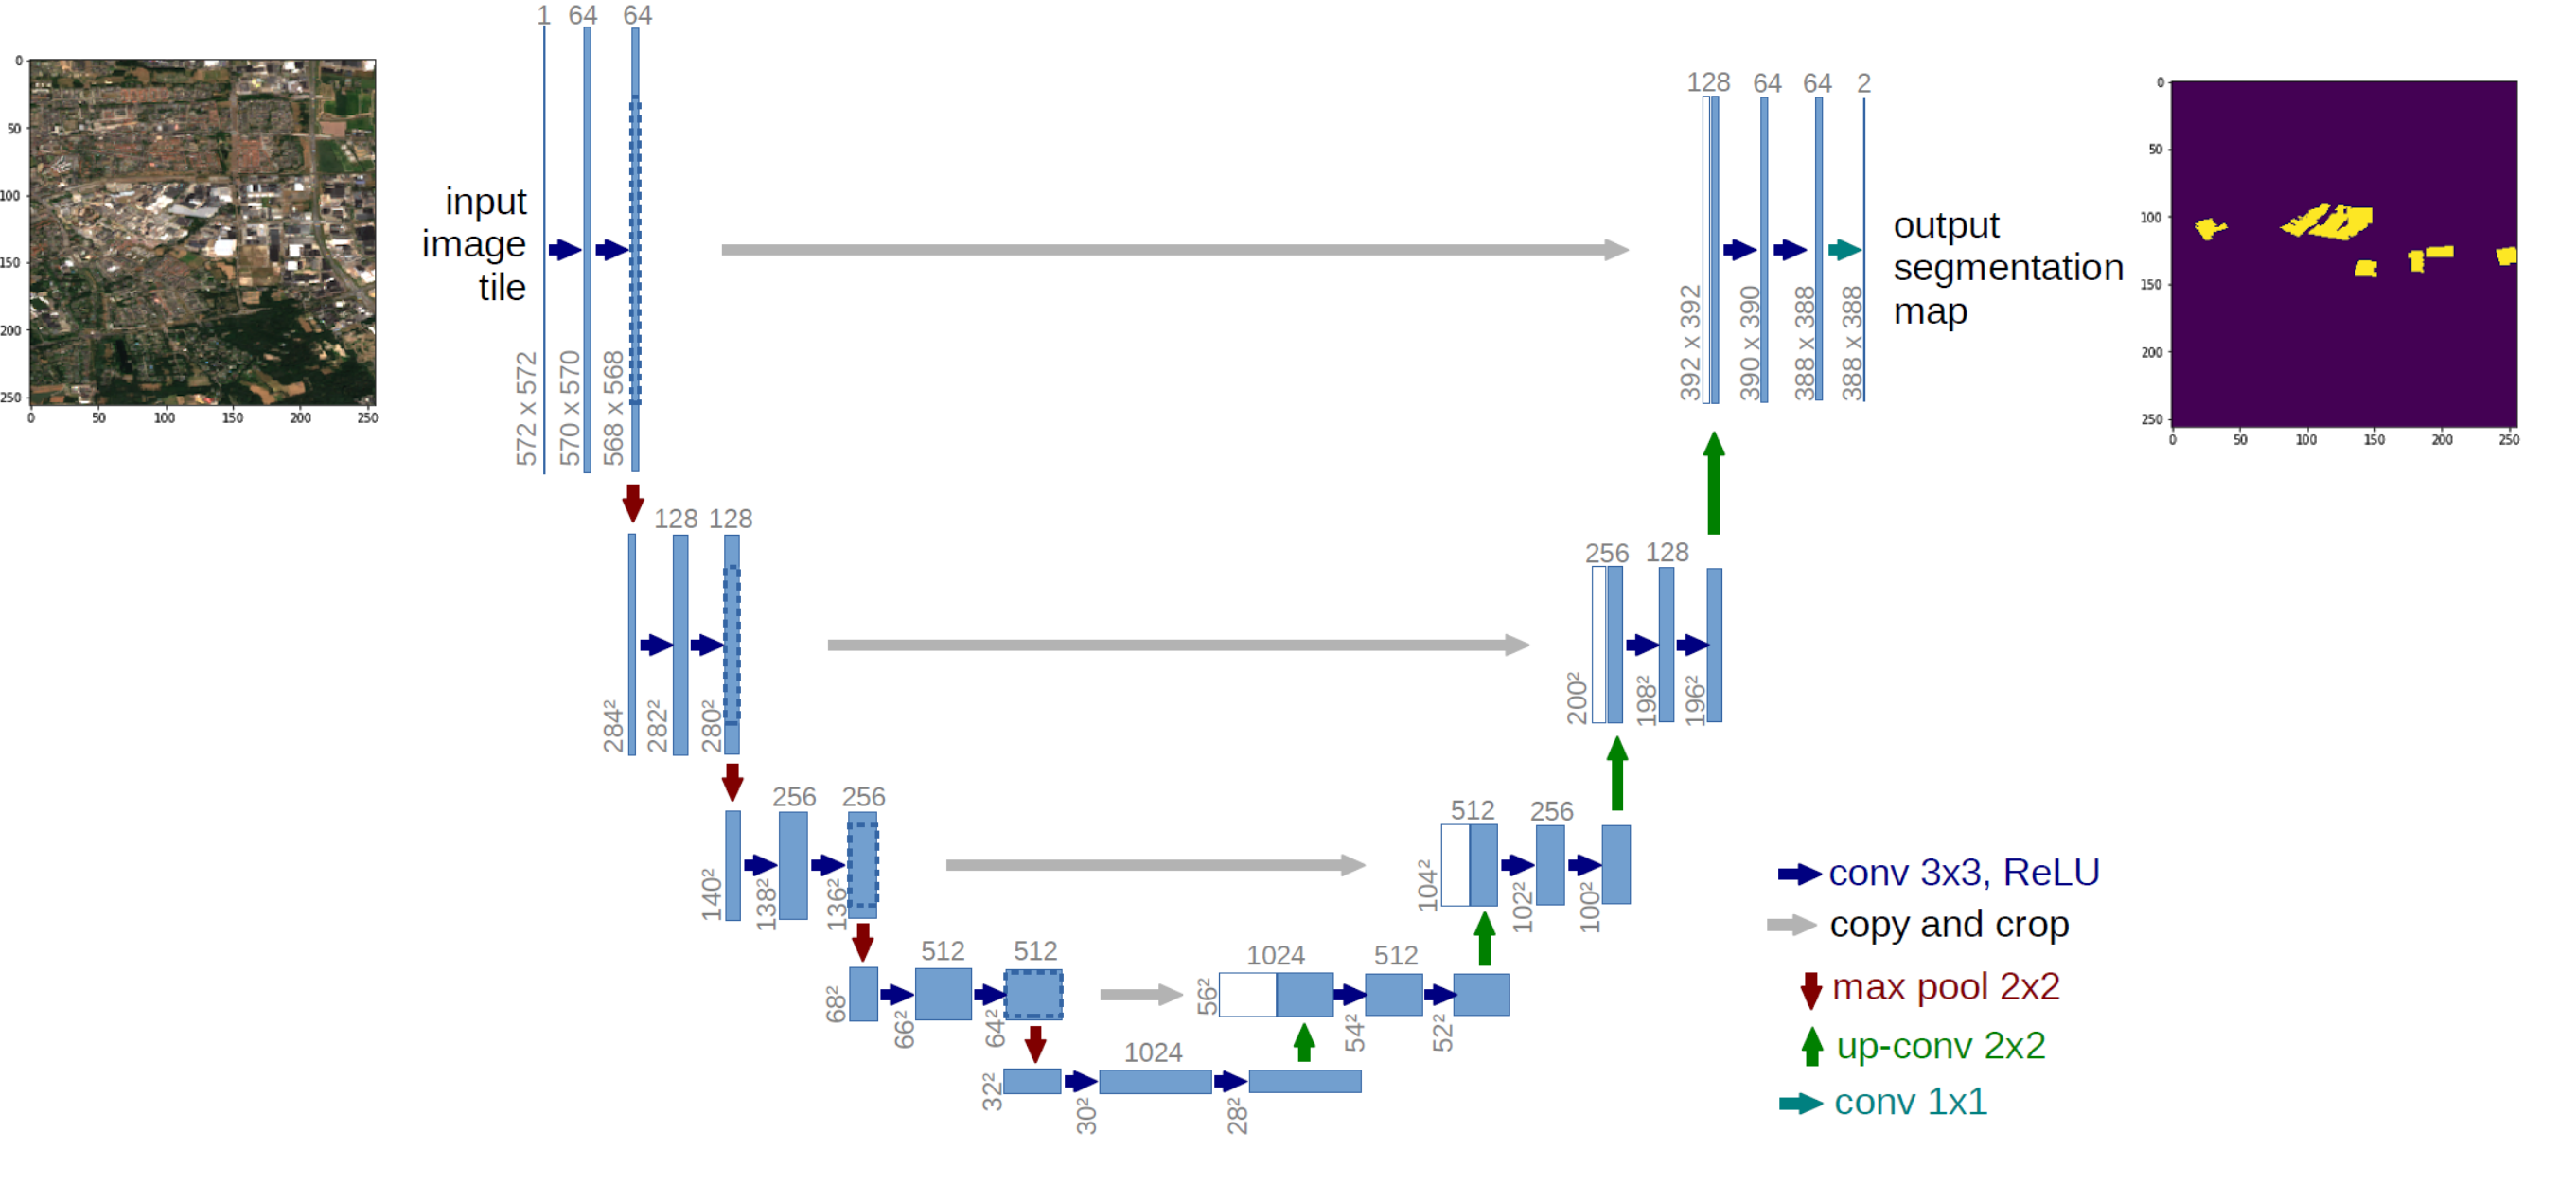 0
50
100
150
200
250
0 50 100 150 200 250
input
image
tile
1 64 64
572 x 572
570 x 570
568 x 568
128 128
284²
282²
280²
256 256
140²
138²
136²
512 512
68²
66²
64²
1024
32²
30²
28²
1024 512
56²
54²
52²
512 256
104²
102²
100²
256 128
200²
198²
196²
128 64 64 2
392 x 392
390 x 390
388 x 388
388 x 388
output
segmentation
map
0
50
100
150
200
250
0 50 100 150 200 250
conv 3x3, ReLU
copy and crop
max pool 2x2
up-conv 2x2
conv 1x1